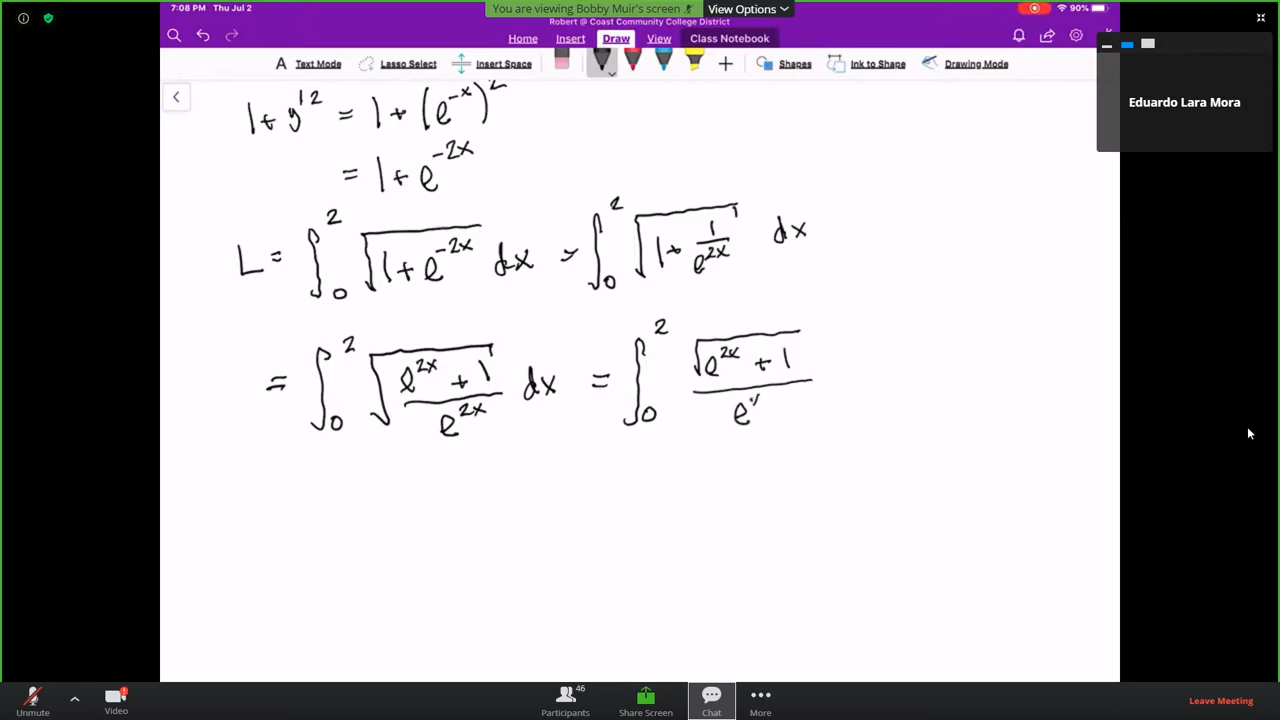 7:08 PM Thu Jul 2
You are viewing Bobby Muir's screen
View Options
90%
Robert @ Coast Community College District
Home Insert Draw View Class Notebook
Text Mode Lasso Select Insert Space Shapes Ink to Shape Drawing Mode
Eduardo Lara Mora
1 + y'² = 1 + (e^{-x})²
= 1 + e^{-2x}
L = ∫₀² √(1 + e^{-2x}) dx = ∫₀² √(1 + 1/e^{2x}) dx
= ∫₀² √((e^{2x} + 1)/e^{2x}) dx = ∫₀² √(e^{2x} + 1)/e^x
Unmute Video Participants 46 Share Screen Chat More Leave Meeting